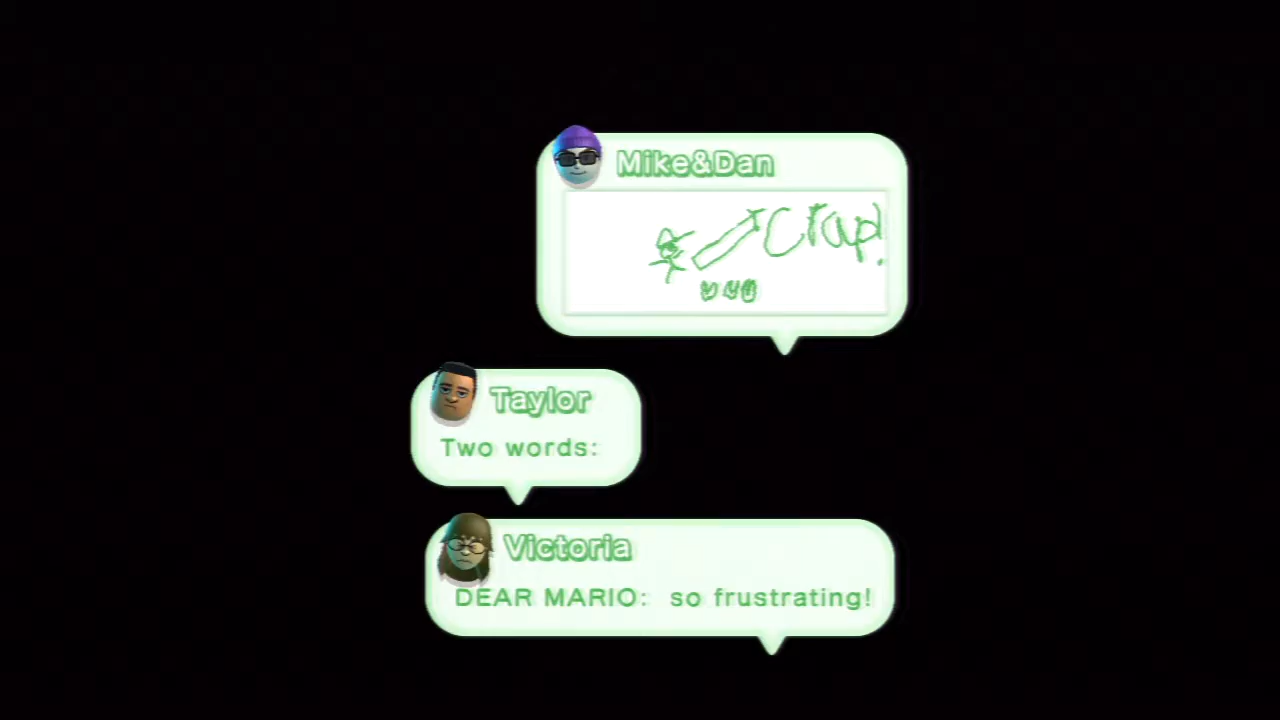 Mike&Dan
Crap!
Taylor
Two words:
Victoria
DEAR MARIO: so frustrating!